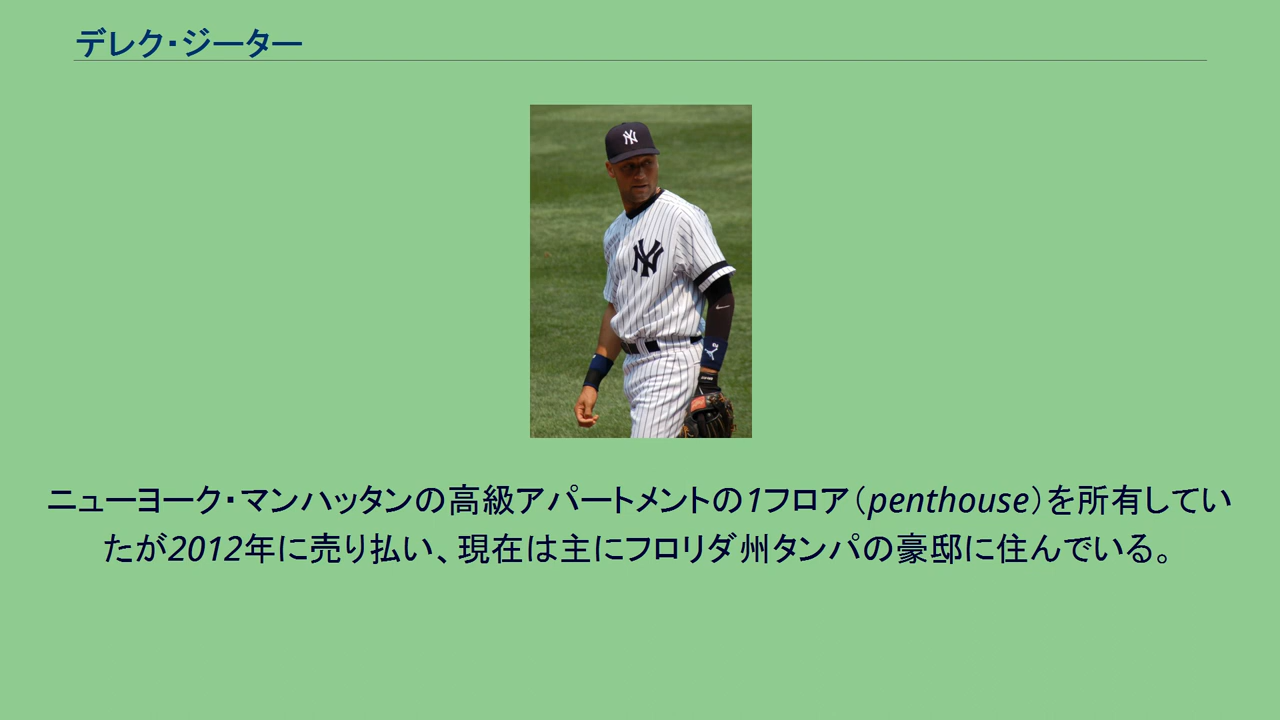 デレク・ジーター
NY
NY
ニューヨーク・マンハッタンの高級アパートメントの1フロア（penthouse）を所有してい
たが2012年に売り払い、現在は主にフロリダ州タンパの豪邸に住んでいる。